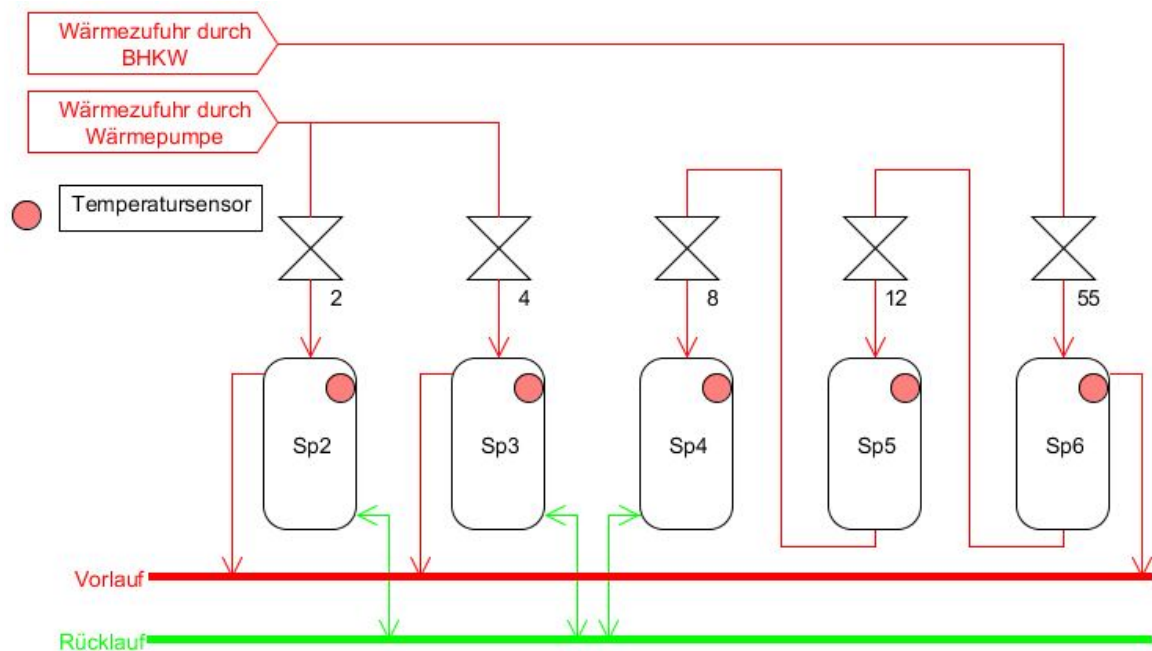 Wärmezufuhr durch
BHKW
Wärmezufuhr durch
Wärmepumpe
Temperatursensor
2
4
8
12
55
Sp2
Sp3
Sp4
Sp5
Sp6
Vorlauf
Rücklauf